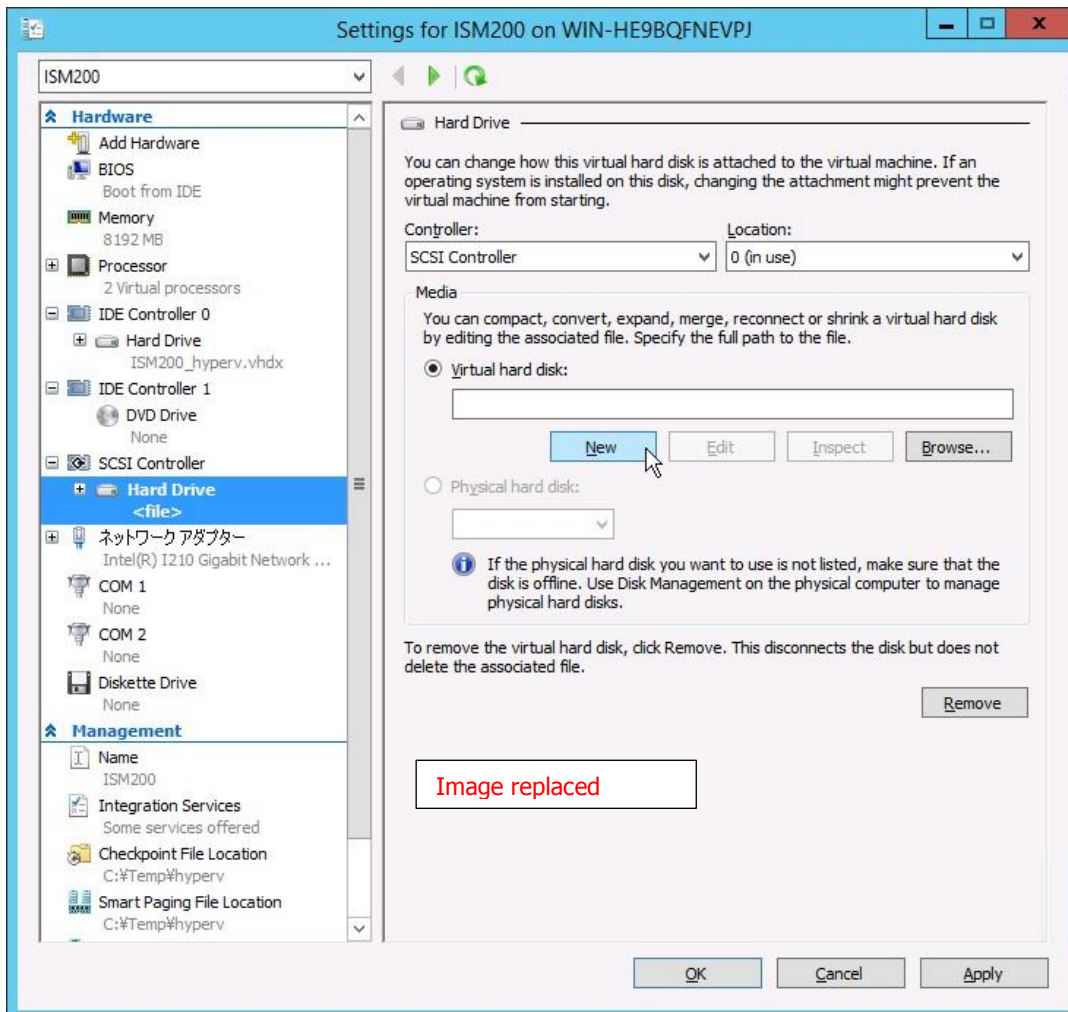 Settings for ISM200 on WIN-HE9BQFNEVPJ
ISM200
Hardware
Add Hardware
BIOS
Boot from IDE
Memory
8192 MB
Processor
2 Virtual processors
IDE Controller 0
Hard Drive
ISM200_hyperv.vhdx
IDE Controller 1
DVD Drive
None
SCSI Controller
Hard Drive
<file>
ネットワーク アダプター
Intel(R) I210 Gigabit Network ...
COM 1
None
COM 2
None
Diskette Drive
None
Management
Name
ISM200
Integration Services
Some services offered
Checkpoint File Location
C:¥Temp¥hyperv
Smart Paging File Location
C:¥Temp¥hyperv
Hard Drive
You can change how this virtual hard disk is attached to the virtual machine. If an
operating system is installed on this disk, changing the attachment might prevent the
virtual machine from starting.
Controller: Location:
SCSI Controller 0 (in use)
Media
You can compact, convert, expand, merge, reconnect or shrink a virtual hard disk
by editing the associated file. Specify the full path to the file.
Virtual hard disk:
New Edit Inspect Browse...
Physical hard disk:
If the physical hard disk you want to use is not listed, make sure that the
disk is offline. Use Disk Management on the physical computer to manage
physical hard disks.
To remove the virtual hard disk, click Remove. This disconnects the disk but does not
delete the associated file.
Remove
Image replaced
OK Cancel Apply